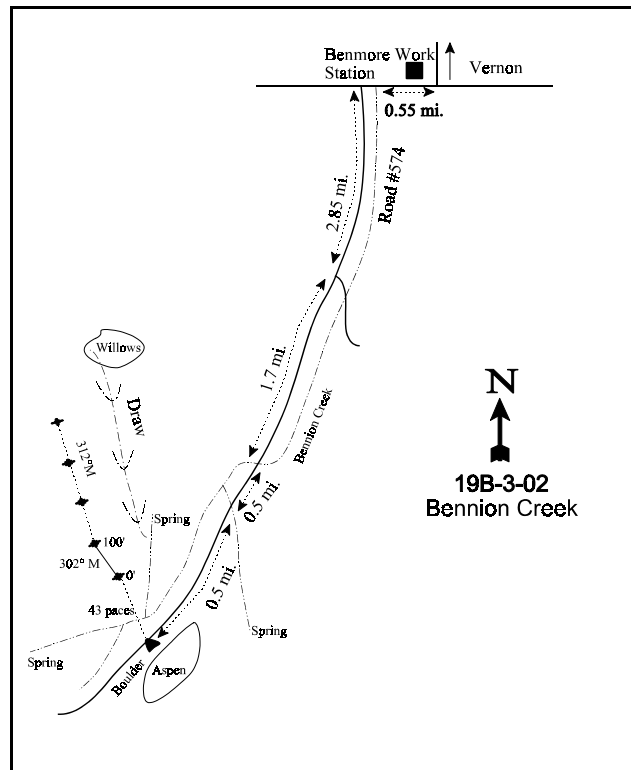 Benmore Work
Station
Vernon
0.55 mi.
Road #574
2.85 mi.
1.7 mi.
Bennion Creek
Willows
Draw
312°M
N
19B-3-02
Bennion Creek
0.5 mi.
Spring
100'
302° M
0'
0.5 mi.
43 paces
Spring
Spring
Boulder
Aspen